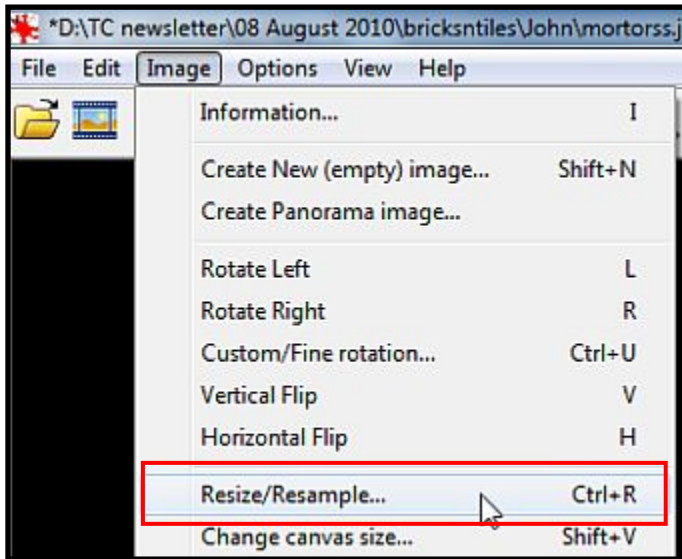 *D:\TC newsletter\08 August 2010\bricksntiles\John\mortorss.j
File Edit Image Options View Help
Information... I
Create New (empty) image... Shift+N
Create Panorama image...
Rotate Left L
Rotate Right R
Custom/Fine rotation... Ctrl+U
Vertical Flip V
Horizontal Flip H
Resize/Resample... Ctrl+R
Change canvas size... Shift+V